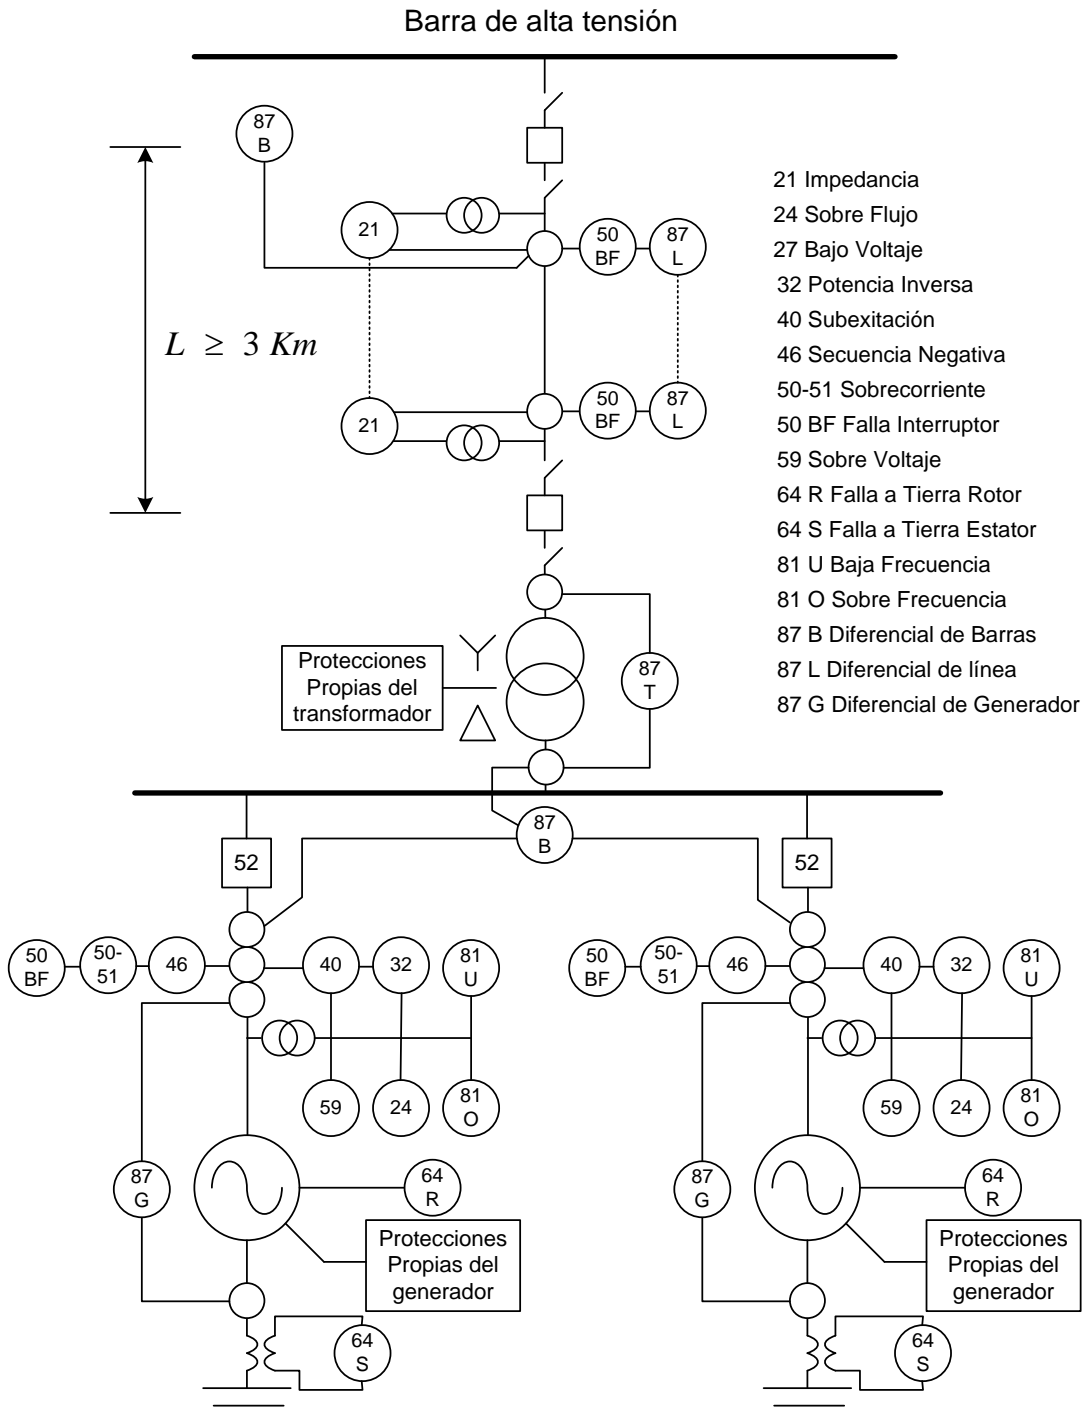 Barra de alta tensión
87
B
21
50
BF
87
L
L ≥ 3 Km
21
50
BF
87
L
21 Impedancia
24 Sobre Flujo
27 Bajo Voltaje
32 Potencia Inversa
40 Subexitación
46 Secuencia Negativa
50-51 Sobrecorriente
50 BF Falla Interruptor
59 Sobre Voltaje
64 R Falla a Tierra Rotor
64 S Falla a Tierra Estator
81 U Baja Frecuencia
81 O Sobre Frecuencia
87 B Diferencial de Barras
87 L Diferencial de línea
87 G Diferencial de Generador
Protecciones
Propias del
transformador
87
T
87
B
52
50
BF
50-
51
46
40
32
81
U
59
24
81
O
87
G
64
R
Protecciones
Propias del
generador
64
S
52
50
BF
50-
51
46
40
32
81
U
59
24
81
O
87
G
64
R
Protecciones
Propias del
generador
64
S